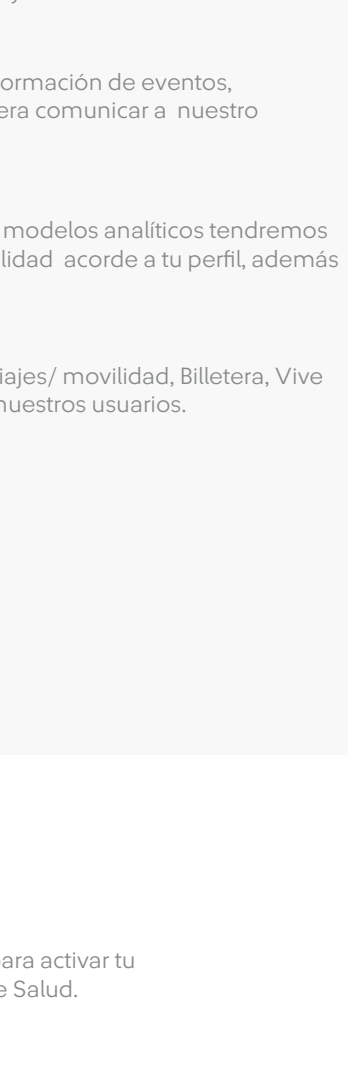 ormación de eventos,
era comunicar a nuestro
modelos analíticos tendremos
lidad acorde a tu perfil, además
iajes/ movilidad, Billetera, Vive
nuestros usuarios.
para activar tu
e Salud.